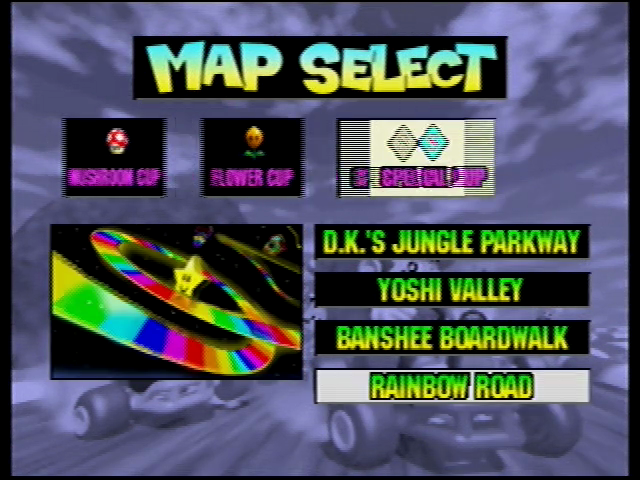 MAP SELECT
MUSHROOM CUP
FLOWER CUP
SPECIAL CUP
D.K.'S JUNGLE PARKWAY
YOSHI VALLEY
BANSHEE BOARDWALK
RAINBOW ROAD